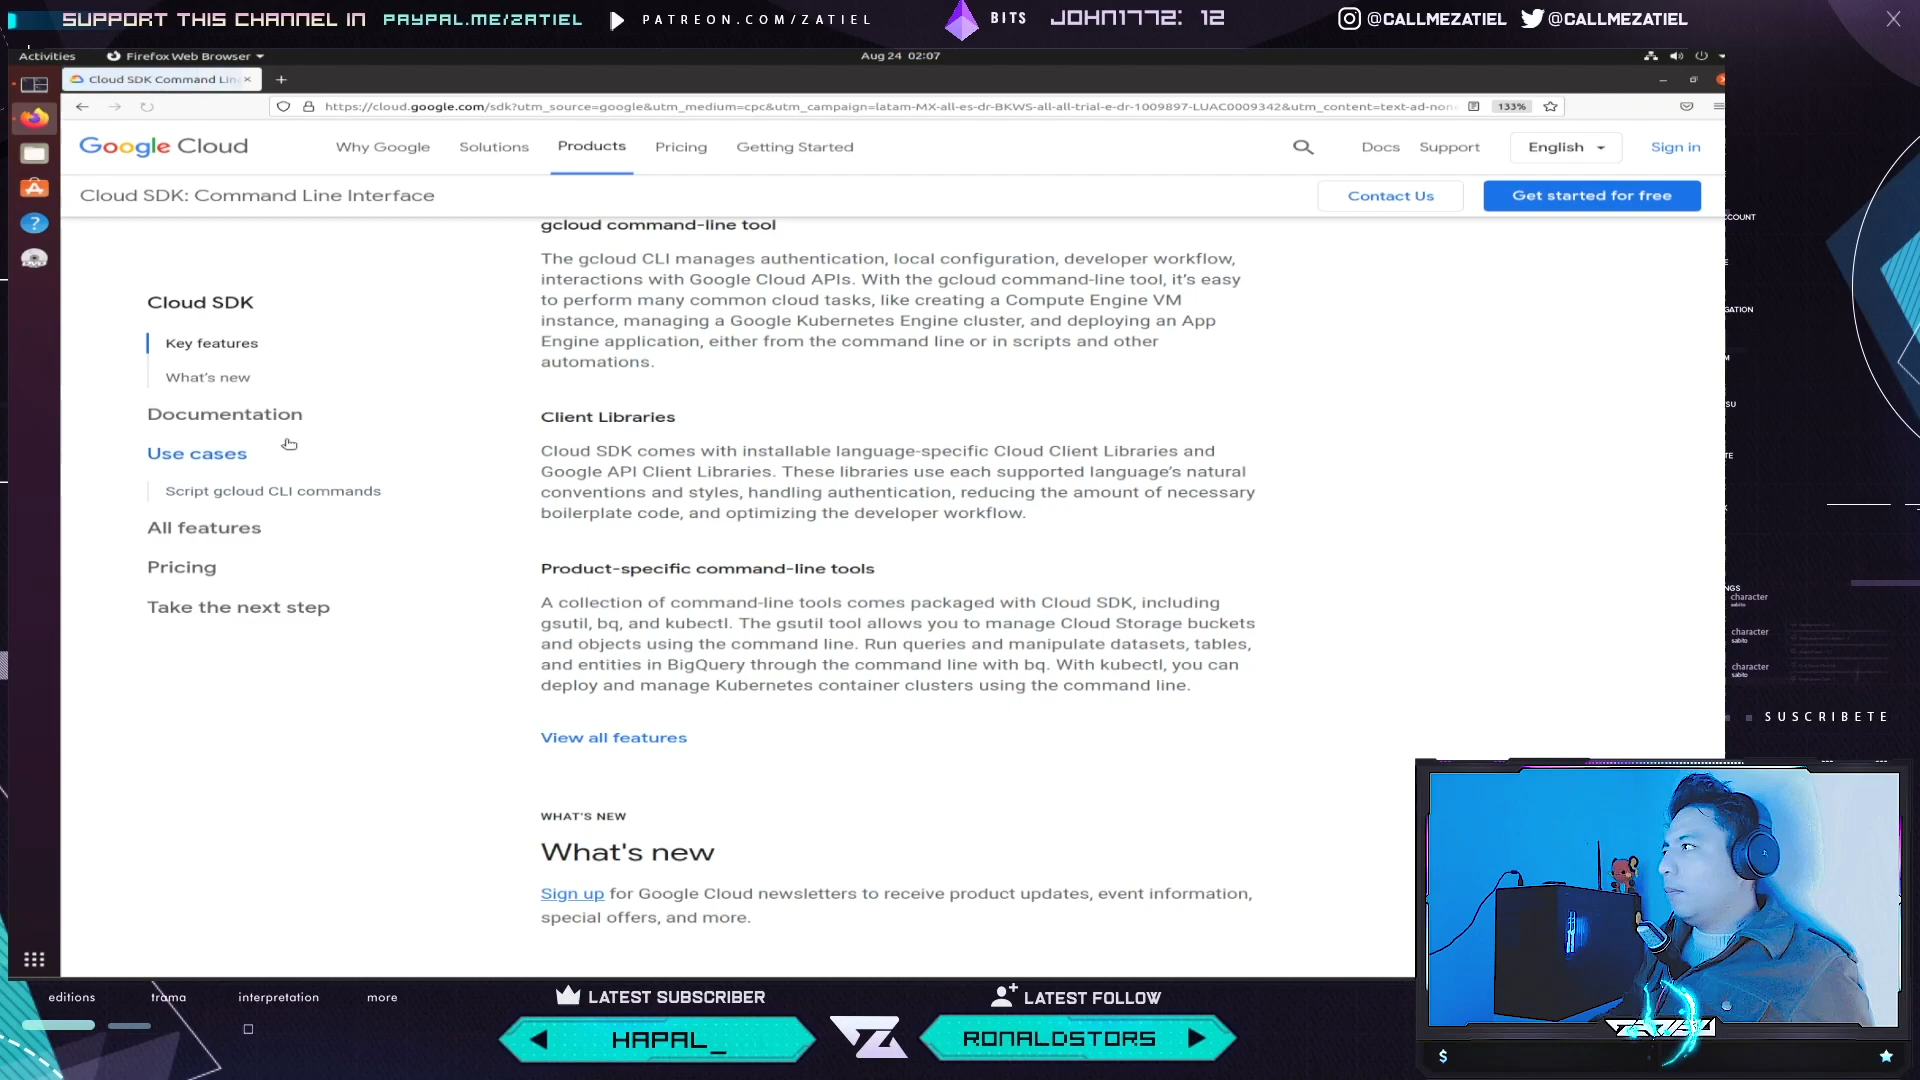 SUPPORT THIS CHANNEL IN PAYPAL.ME/ZATIEL
PATREON.COM/ZATIEL
BITS
JOHN1772: 12
@CALLMEZATIEL
@CALLMEZATIEL
Activities
Firefox Web Browser
Aug 24 02:07
Cloud SDK Command Lin
https://cloud.google.com/sdk?utm_source=google&utm_medium=cpc&utm_campaign=latam-MX-all-es-dr-BKWS-all-all-trial-e-dr-1009897-LUAC0009342&utm_content=text-ad-non
133%
Google Cloud
Why Google
Solutions
Products
Pricing
Getting Started
Docs
Support
English
Sign in
Cloud SDK: Command Line Interface
Contact Us
Get started for free
Cloud SDK
Key features
What's new
Documentation
Use cases
Script gcloud CLI commands
All features
Pricing
Take the next step
gcloud command-line tool
The gcloud CLI manages authentication, local configuration, developer workflow,
interactions with Google Cloud APIs. With the gcloud command-line tool, it's easy
to perform many common cloud tasks, like creating a Compute Engine VM
instance, managing a Google Kubernetes Engine cluster, and deploying an App
Engine application, either from the command line or in scripts and other
automations.
Client Libraries
Cloud SDK comes with installable language-specific Cloud Client Libraries and
Google API Client Libraries. These libraries use each supported language's natural
conventions and styles, handling authentication, reducing the amount of necessary
boilerplate code, and optimizing the developer workflow.
Product-specific command-line tools
A collection of command-line tools comes packaged with Cloud SDK, including
gsutil, bq, and kubectl. The gsutil tool allows you to manage Cloud Storage buckets
and objects using the command line. Run queries and manipulate datasets, tables,
and entities in BigQuery through the command line with bq. With kubectl, you can
deploy and manage Kubernetes container clusters using the command line.
View all features
WHAT'S NEW
What's new
Sign up for Google Cloud newsletters to receive product updates, event information,
special offers, and more.
CCOUNT
GATION
SU
TE
NGS
character
sabito
character
sabito
character
sabito
SUSCRIBETE
editions
trama
interpretation
more
LATEST SUBSCRIBER
HAPAL_
LATEST FOLLOW
RONALDSTORS
$